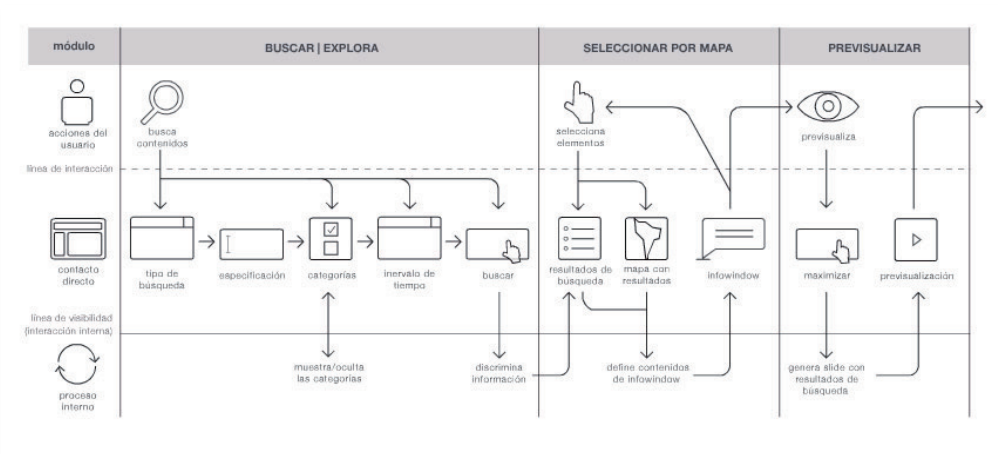 módulo
BUSCAR | EXPLORA
SELECCIONAR POR MAPA
PREVISUALIZAR
acciones del
usuario
busca
contenidos
selecciona
elementos
previsualiza
línea de interacción
contacto
directo
tipo de
búsqueda
especificación
categorías
inervalo de
tiempo
buscar
resultados de
búsqueda
mapa con
resultados
infowindow
maximizar
previsualización
línea de visibilidad
(interacción interna)
proceso
interno
muestra/oculta
las categorías
discrimina
información
define contenidos
de infowindow
genera slide con
resultados de
búsqueda